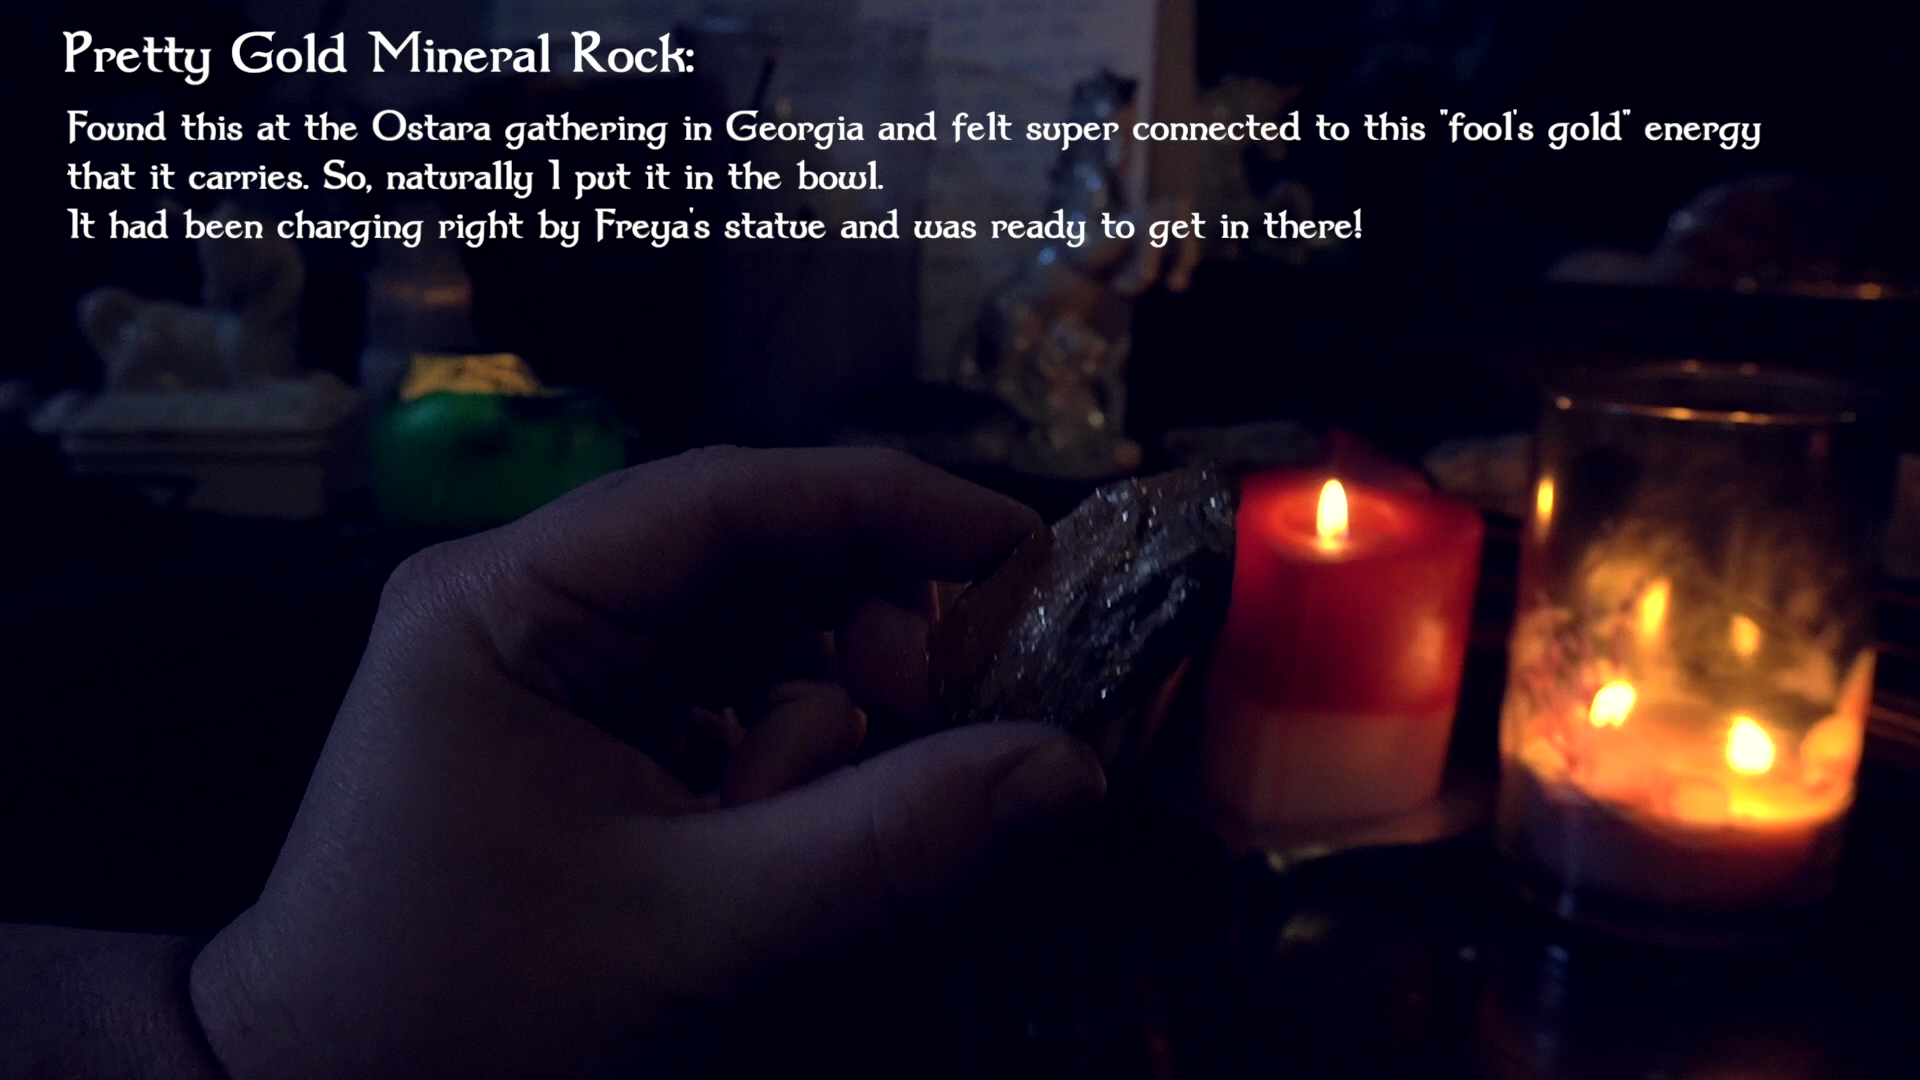 Pretty Gold Mineral Rock:
Found this at the Ostara gathering in Georgia and felt super connected to this "fool's gold" energy
that it carries. So, naturally I put it in the bowl.
It had been charging right by Freya's statue and was ready to get in there!